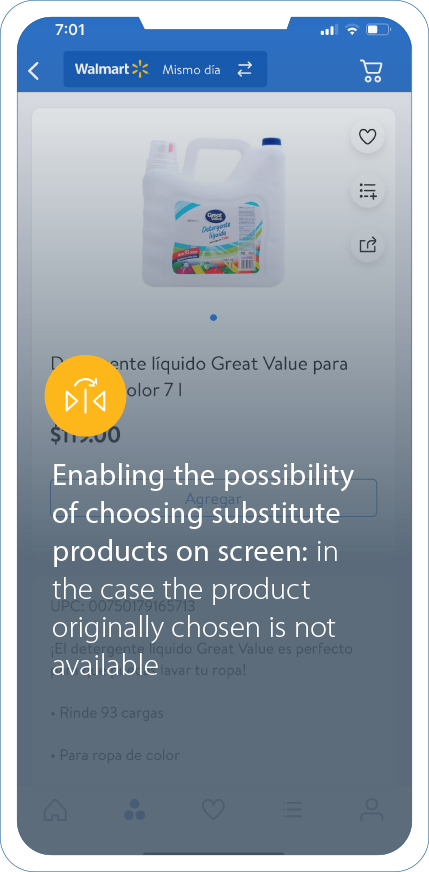 7:01
Walmart Mismo día
Great Value
Detergente
líquido
D ente líquido Great Value para
olor 7 l
$119.00
Agregar
Enabling the possibility
of choosing substitute
products on screen: in
the case the product
originally chosen is not
available
UPC: 00750179165713
¡El detergente líquido Great Value es perfecto
lavar tu ropa!
• Rinde 93 cargas
• Para ropa de color